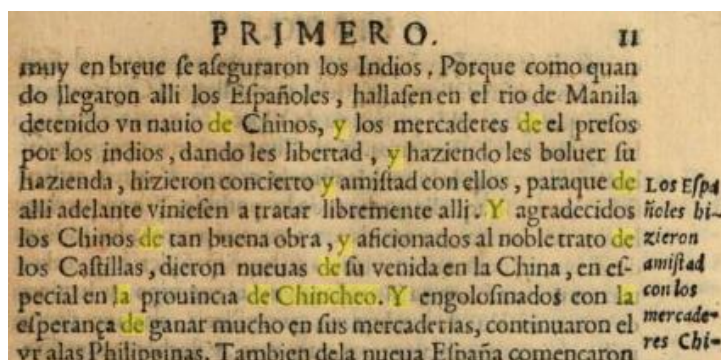 PRIMERO. 11
muy en breue ſe aſeguraron los Indios, Porque como quan
do llegaron alli los Eſpañoles, hallaſen en el rio de Manila
detenido vn nauio de Chinos, y los mercaderes de el preſos
por los indios, dando les libertad, y haziendo les boluer ſu
hazienda, hizieron concierto y amiſtad con ellos, paraque de
alli adelante vinieſen a tratar libremente alli. Y agradecidos
los Chinos de tan buena obra, y aficionados al noble trato de
los Caſtillas, dieron nueuas de ſu venida en la China, en eſ-
pecial en la prouincia de Chincheo. Y engoloſinados con la
eſperança de ganar mucho en ſus mercaderias, continuaron el
yr alas Philippinas. Tambien dela nueua Eſpaña començaron
Los Eſpa
ñoles hi-
zieron
amiſtad
con los
mercade-
res Chi-